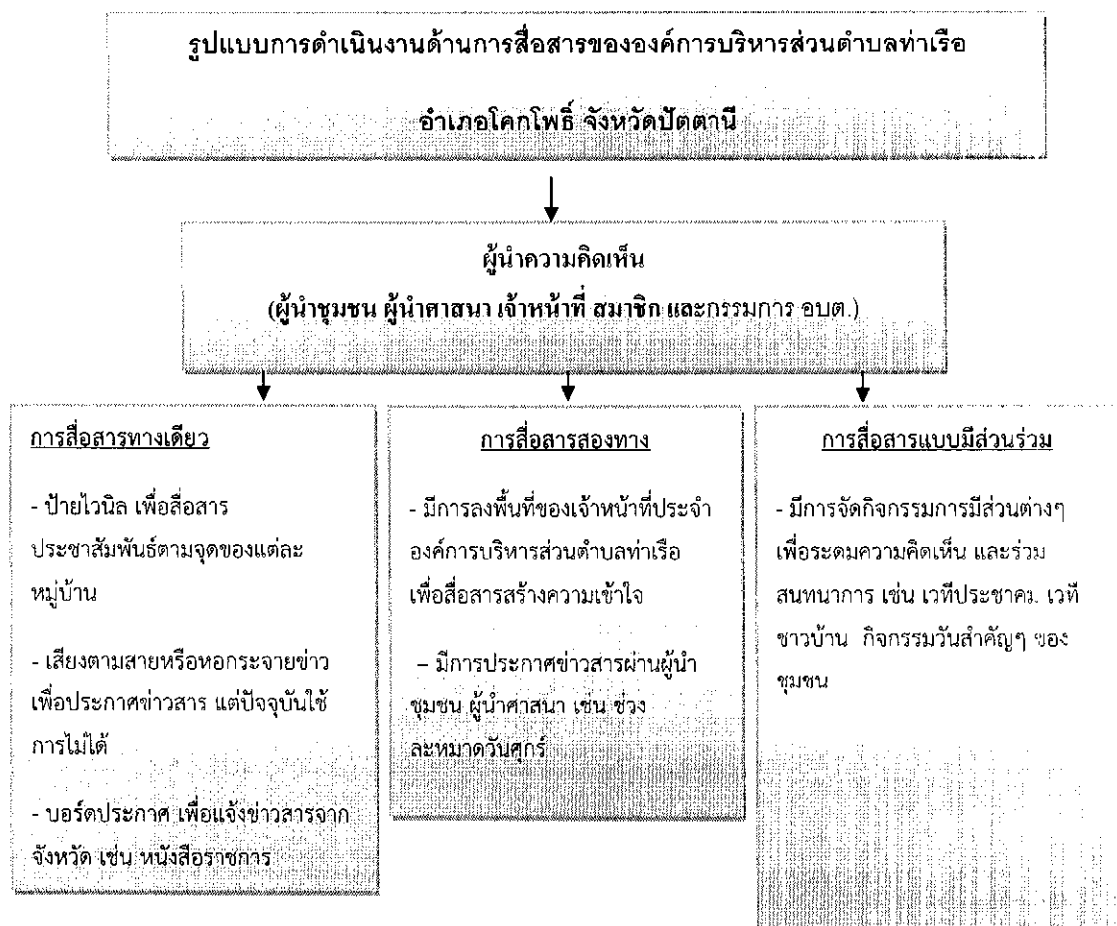 รูปแบบการดำเนินงานด้านการสื่อสารขององค์การบริหารส่วนตำบลท่าเรือ
อำเภอโคกโพธิ์ จังหวัดปัตตานี
ผู้นำความคิดเห็น
(ผู้นำชุมชน ผู้นำศาสนา เจ้าหน้าที่ สมาชิก และกรรมการ อบต.)
การสื่อสารทางเดียว
- ป้ายไวนิล เพื่อสื่อสาร
ประชาสัมพันธ์ตามจุดของแต่ละ
หมู่บ้าน
- เสียงตามสายหรือหอกระจายข่าว
เพื่อประกาศข่าวสาร แต่ปัจจุบันใช้
การไม่ได้
- บอร์ดประกาศ เพื่อแจ้งข่าวสารจาก
จังหวัด เช่น หนังสือราชการ
การสื่อสารสองทาง
- มีการลงพื้นที่ของเจ้าหน้าที่ประจำ
องค์การบริหารส่วนตำบลท่าเรือ
เพื่อสื่อสารสร้างความเข้าใจ
– มีการประกาศข่าวสารผ่านผู้นำ
ชุมชน ผู้นำศาสนา เช่น ช่วง
ละหมาดวันศุกร์
การสื่อสารแบบมีส่วนร่วม
- มีการจัดกิจกรรมการมีส่วนต่างๆ
เพื่อระดมความคิดเห็น และร่วม
สนทนาการ เช่น เวทีประชาคม. เวที
ชาวบ้าน กิจกรรมวันสำคัญๆ ของ
ชุมชน